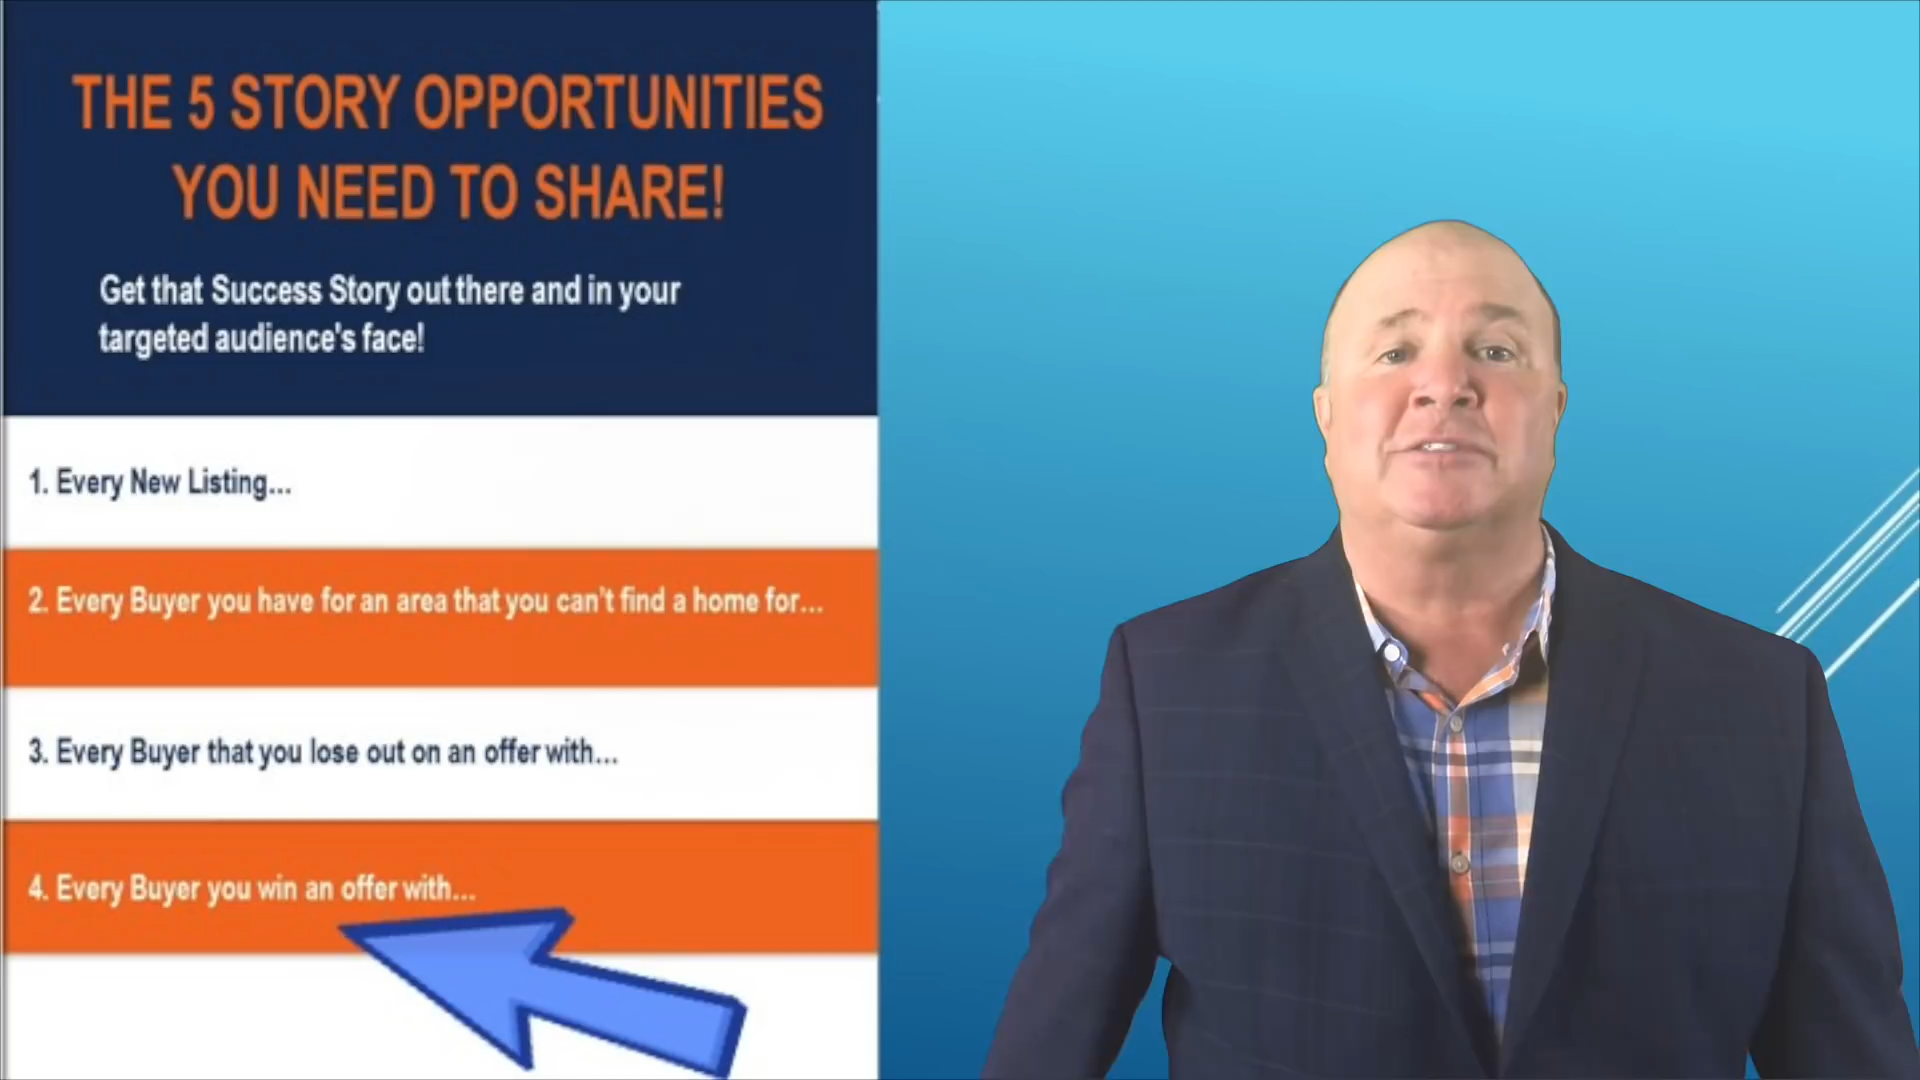 THE 5 STORY OPPORTUNITIES
YOU NEED TO SHARE!
Get that Success Story out there and in your
targeted audience's face!
1. Every New Listing...
2. Every Buyer you have for an area that you can't find a home for...
3. Every Buyer that you lose out on an offer with...
4. Every Buyer you win an offer with...